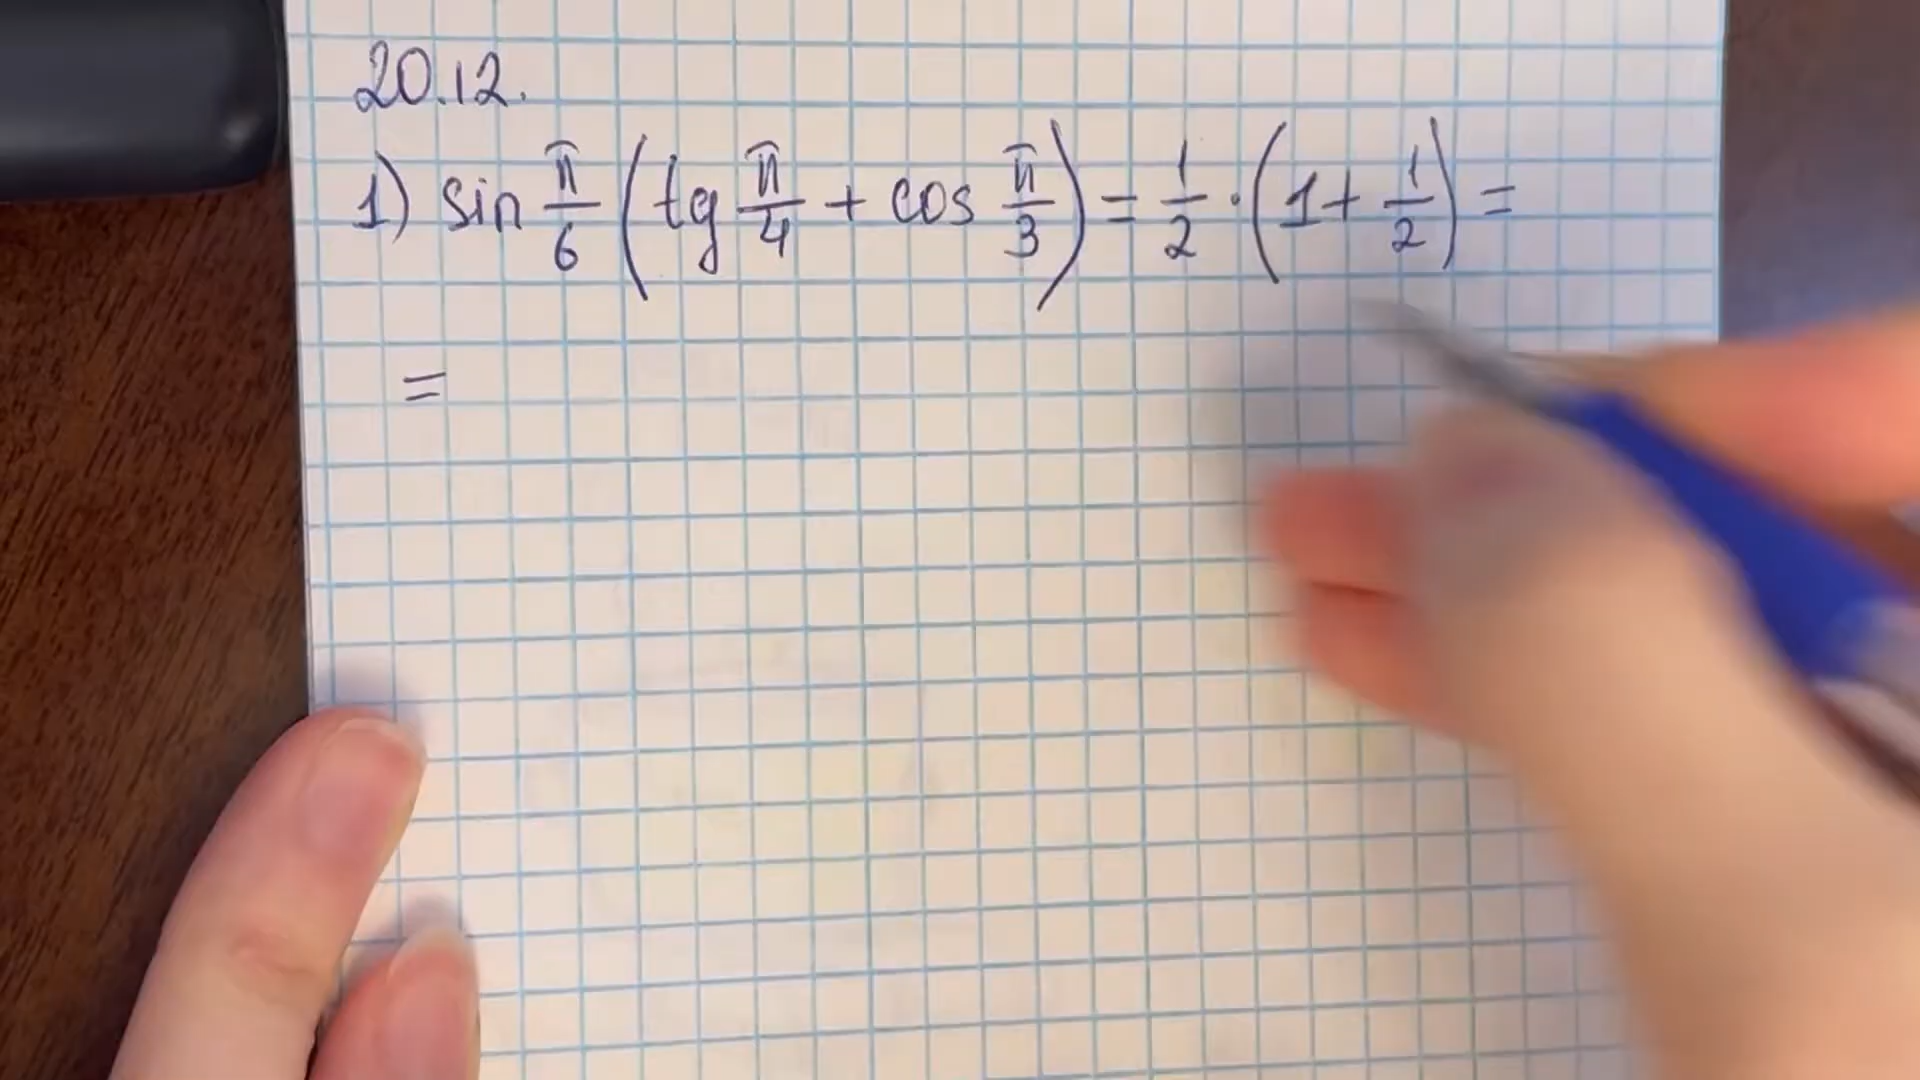 20.12.
1) sin π/6 (tg π/4 + cos π/3) = 1/2 · (1 + 1/2) =
=